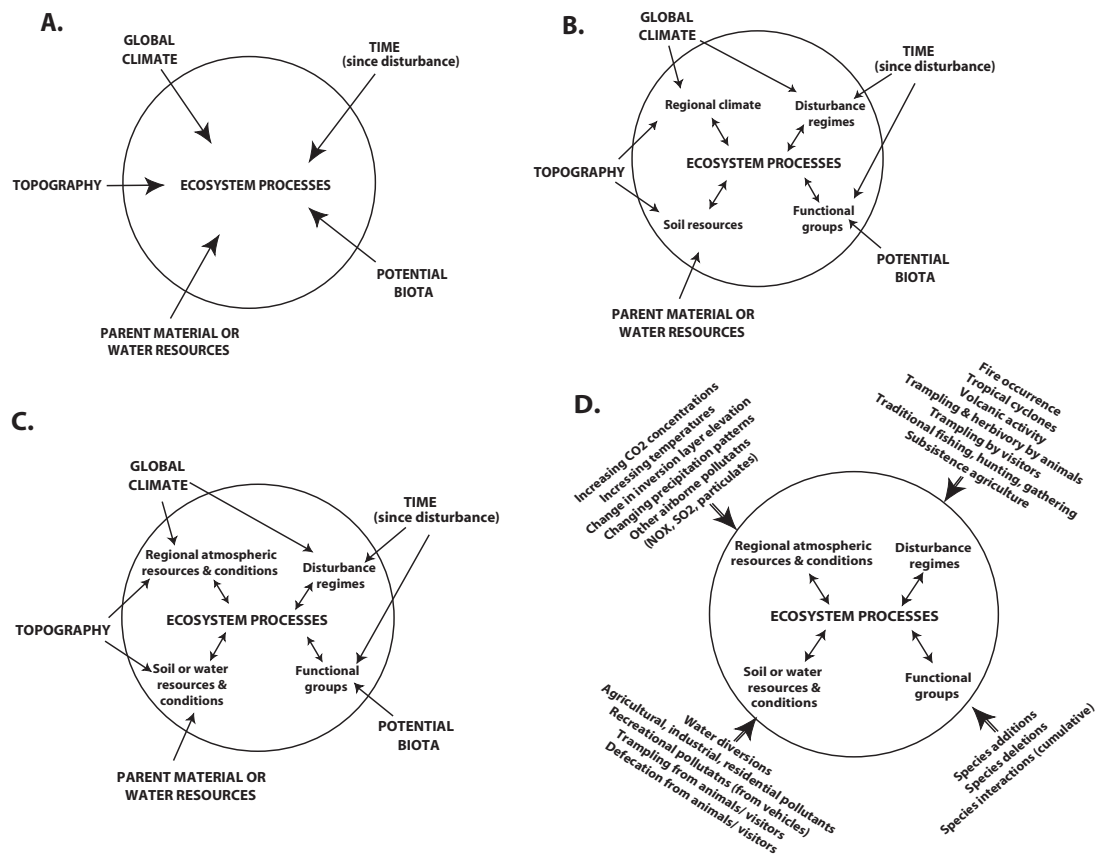 A.
GLOBAL
CLIMATE
TIME
(since disturbance)
TOPOGRAPHY
ECOSYSTEM PROCESSES
POTENTIAL
BIOTA
PARENT MATERIAL OR
WATER RESOURCES
B.
GLOBAL
CLIMATE
TIME
(since disturbance)
Regional climate
Disturbance
regimes
ECOSYSTEM PROCESSES
TOPOGRAPHY
Soil resources
Functional
groups
POTENTIAL
BIOTA
PARENT MATERIAL OR
WATER RESOURCES
C.
GLOBAL
CLIMATE
TIME
(since disturbance)
Regional atmospheric
resources & conditions
Disturbance
regimes
ECOSYSTEM PROCESSES
TOPOGRAPHY
Soil or water
resources &
conditions
Functional
groups
POTENTIAL
BIOTA
PARENT MATERIAL OR
WATER RESOURCES
D.
Increasing CO2 concentrations
Increasing temperatures
Change in inversion layer elevation
Changing precipitation patterns
Other airborne pollutatns
(NOX, SO2, particulates)
Fire occurrence
Tropical cyclones
Volcanic activity
Trampling & herbivory by animals
Trampling by visitors
Traditional fishing, hunting, gathering
Subsistence agriculture
Regional atmospheric
resources & conditions
Disturbance
regimes
ECOSYSTEM PROCESSES
Soil or water
resources &
conditions
Functional
groups
Water diversions
Agricultural, industrial, residential pollutants
Recreational pollutatns (from vehicles)
Trampling from animals/ visitors
Defecation from animals/ visitors
Species additions
Species deletions
Species interactions (cumulative)